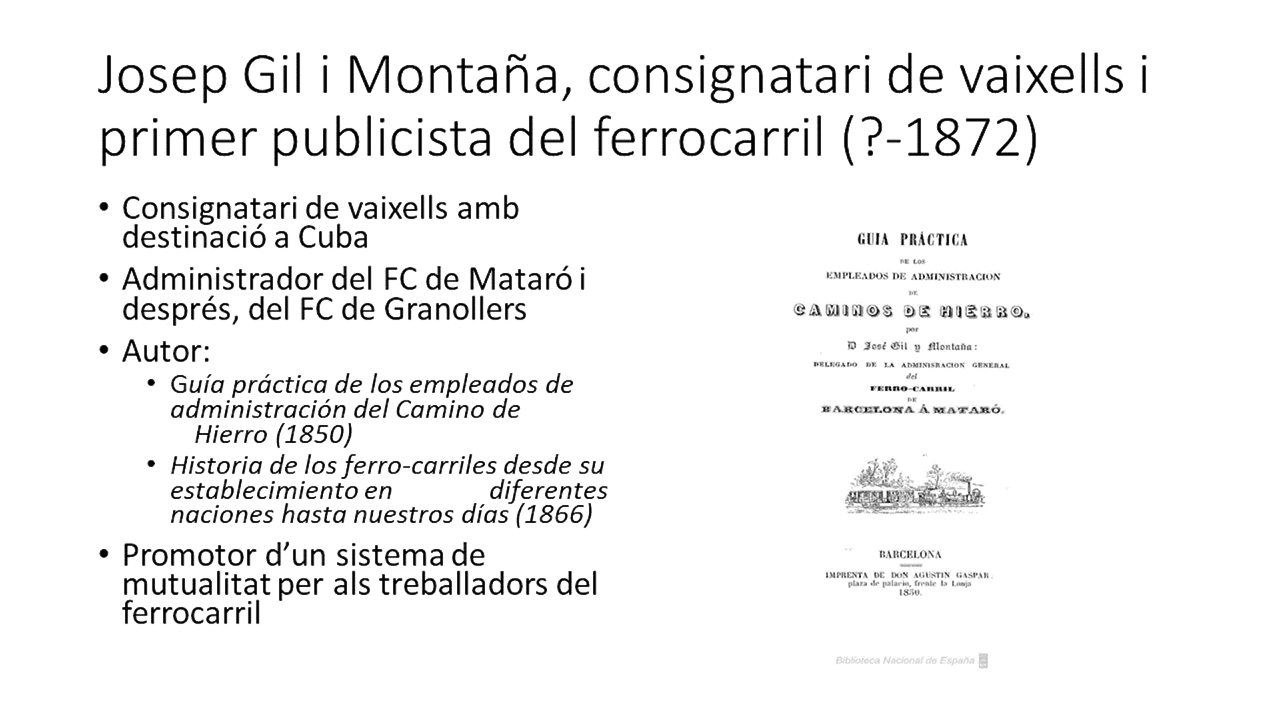 Josep Gil i Montaña, consignatari de vaixells i
primer publicista del ferrocarril (?-1872)
• Consignatari de vaixells amb
destinació a Cuba
• Administrador del FC de Mataró i
després, del FC de Granollers
• Autor:
• Guía práctica de los empleados de
administración del Camino de
Hierro (1850)
• Historia de los ferro-carriles desde su
establecimiento en diferentes
naciones hasta nuestros días (1866)
• Promotor d’un sistema de
mutualitat per als treballadors del
ferrocarril
GUIA PRÁCTICA
DE LOS
EMPLEADOS DE ADMINISTRACION
DE
CAMINOS DE HIERRO.
por
D José Gil y Montaña:
DELEGADO DE LA ADMINISRACION GENERAL
del
FERRO-CARRIL
DE
BARCELONA Á MATARÓ.
BARCELONA
IMPRENTA DE DON AGUSTIN GASPAR.
plaza de palacio, frente la Lonja
1850.
Biblioteca Nacional de España